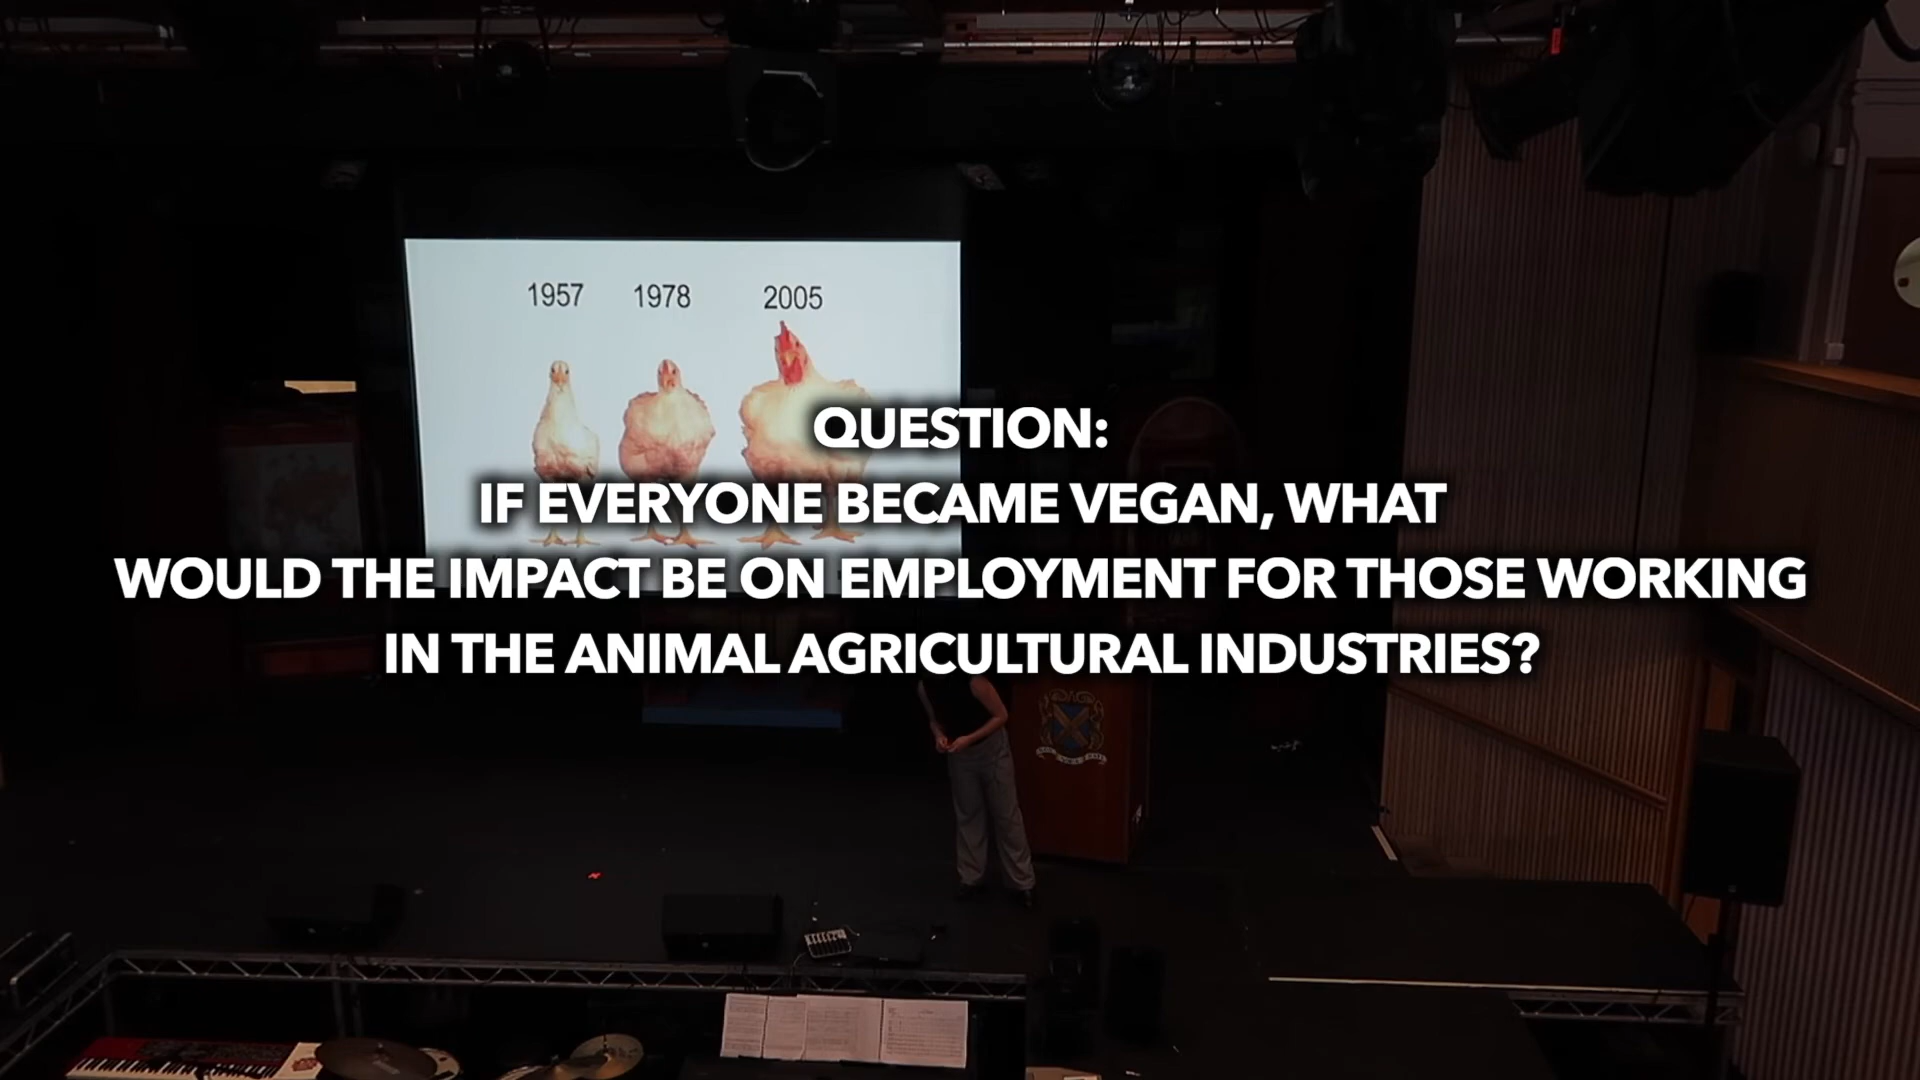 1957 1978 2005
QUESTION:
IF EVERYONE BECAME VEGAN, WHAT
WOULD THE IMPACT BE ON EMPLOYMENT FOR THOSE WORKING
IN THE ANIMAL AGRICULTURAL INDUSTRIES?